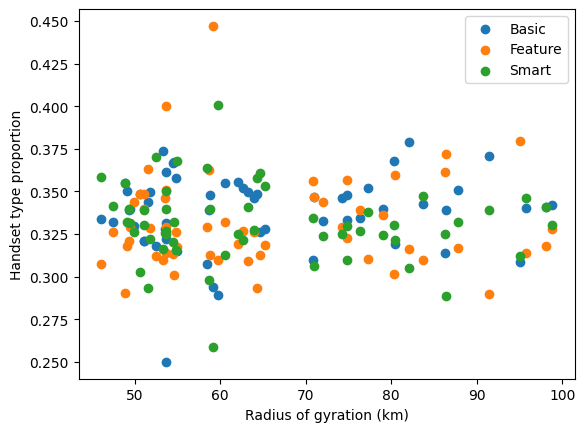 0.450
0.425
0.400
0.375
0.350
0.325
0.300
0.275
0.250
Handset type proportion
Basic
Feature
Smart
50 60 70 80 90 100
Radius of gyration (km)